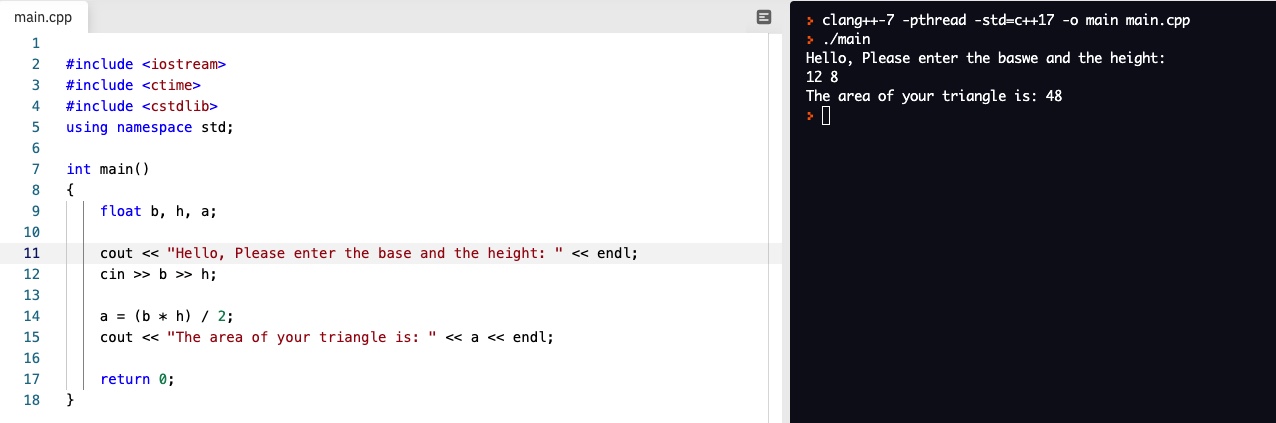 main.cpp
1
2 #include <iostream>
3 #include <ctime>
4 #include <cstdlib>
5 using namespace std;
6
7 int main()
8 {
9 float b, h, a;
10
11 cout << "Hello, Please enter the base and the height: " << endl;
12 cin >> b >> h;
13
14 a = (b * h) / 2;
15 cout << "The area of your triangle is: " << a << endl;
16
17 return 0;
18 }
> clang++-7 -pthread -std=c++17 -o main main.cpp
> ./main
Hello, Please enter the baswe and the height:
12 8
The area of your triangle is: 48
>